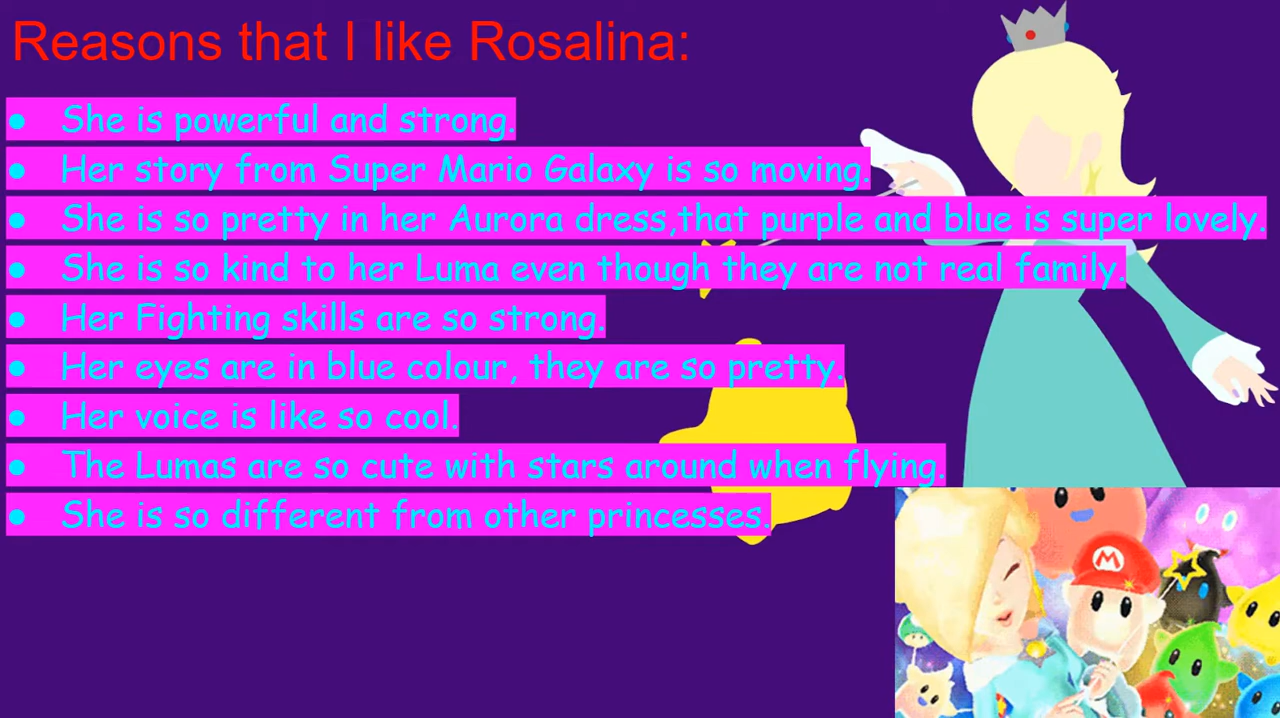 Reasons that I like Rosalina:
● She is powerful and strong.
● Her story from Super Mario Galaxy is so moving.
● She is so pretty in her Aurora dress,that purple and blue is super lovely.
● She is so kind to her Luma even though they are not real family.
● Her Fighting skills are so strong.
● Her eyes are in blue colour, they are so pretty.
● Her voice is like so cool.
● The Lumas are so cute with stars around when flying.
● She is so different from other princesses.
M